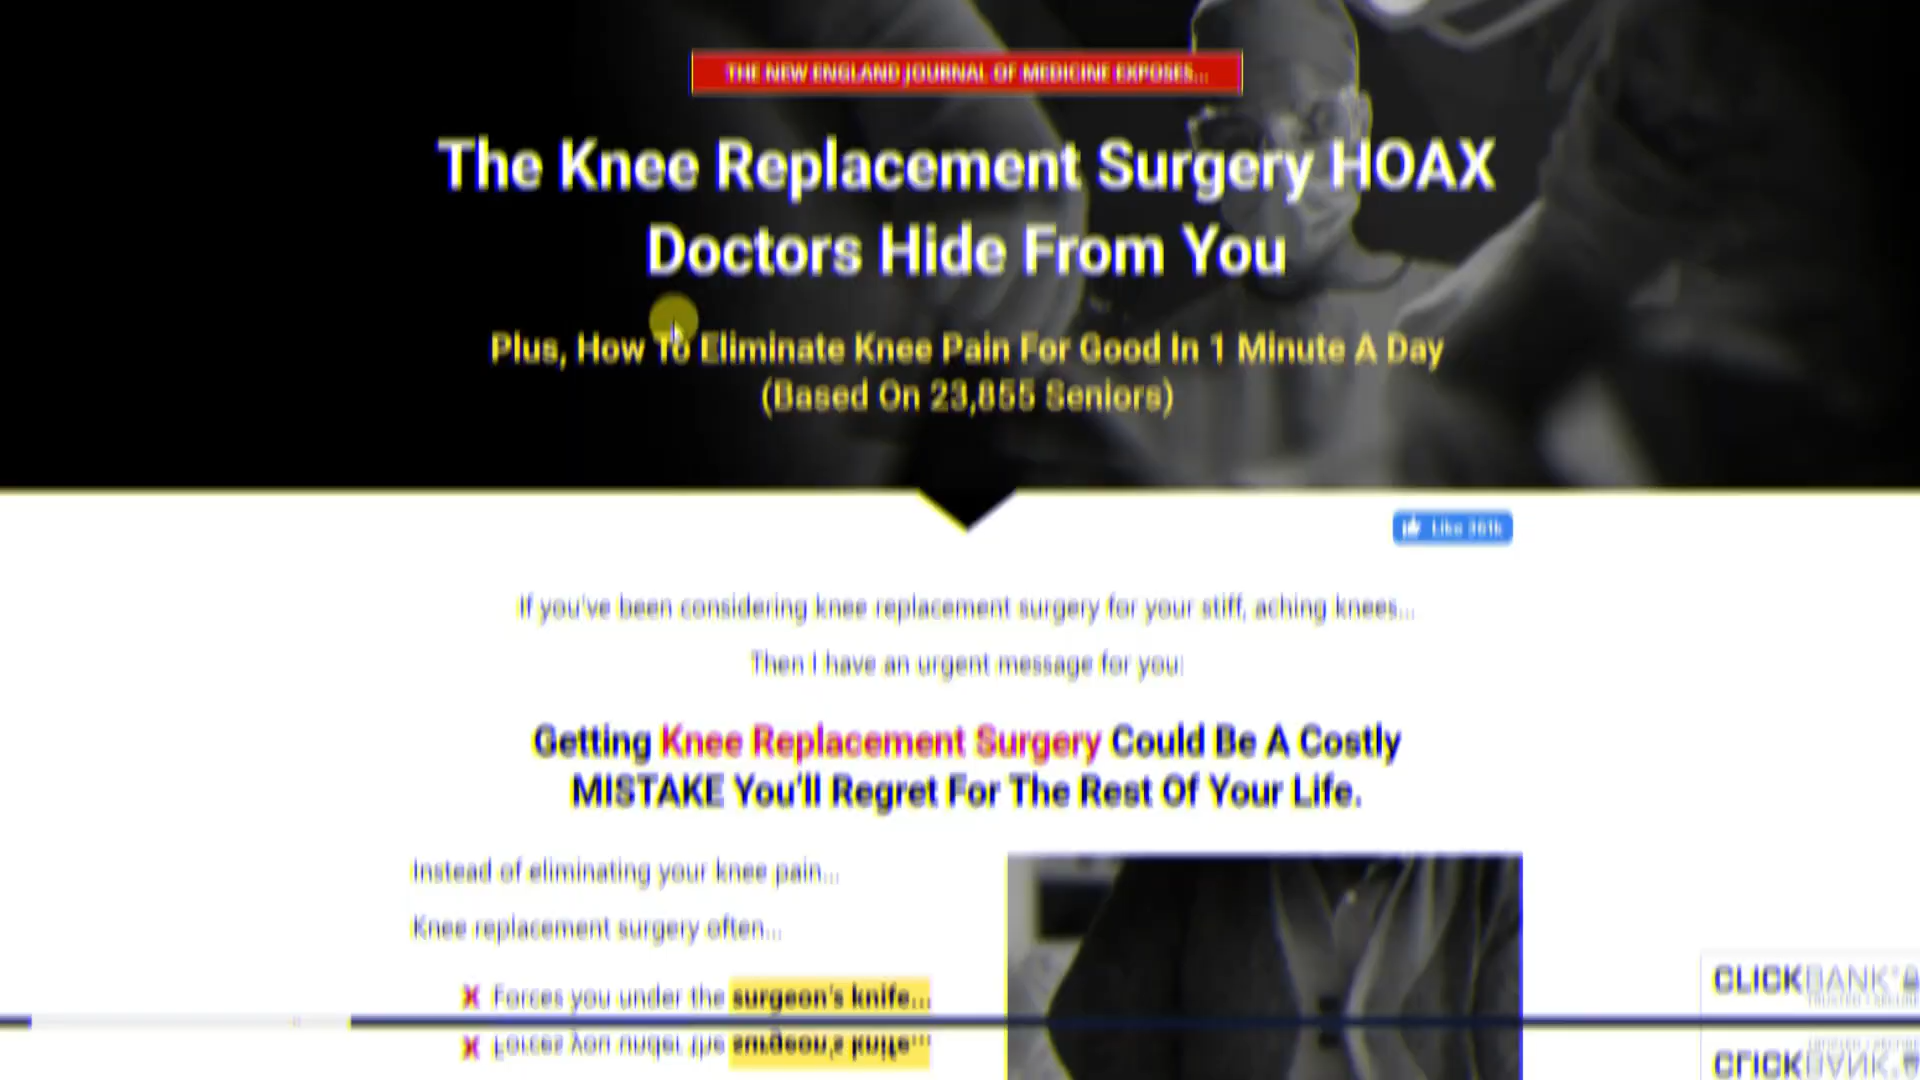 THE NEW ENGLAND JOURNAL OF MEDICINE EXPOSES...
The Knee Replacement Surgery HOAX
Doctors Hide From You
Plus, How To Eliminate Knee Pain For Good In 1 Minute A Day
(Based On 23,855 Seniors)
Like 361k
If you've been considering knee replacement surgery for your stiff, aching knees...
Then I have an urgent message for you:
Getting Knee Replacement Surgery Could Be A Costly
MISTAKE You'll Regret For The Rest Of Your Life.
Instead of eliminating your knee pain...
Knee replacement surgery often...
Forces you under the surgeon's knife...
CLICKBANK